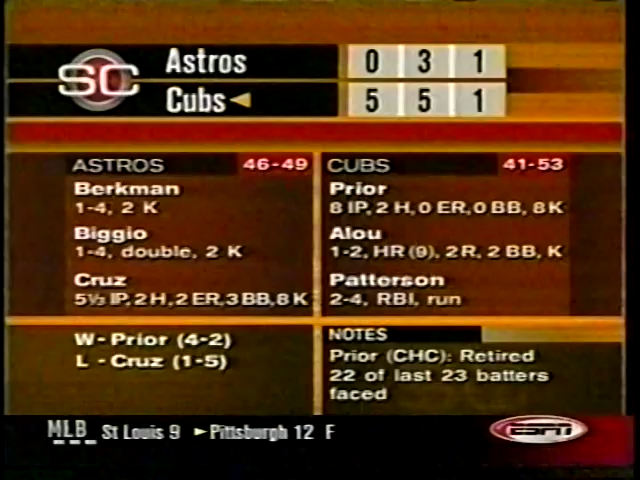 SC
Astros 0 3 1
Cubs 5 5 1
ASTROS 46-49
Berkman
1-4, 2 K
Biggio
1-4, double, 2 K
Cruz
5⅓ IP, 2 H, 2 ER, 3 BB, 8 K
W - Prior (4-2)
L - Cruz (1-5)
CUBS 41-53
Prior
8 IP, 2 H, 0 ER, 0 BB, 8 K
Alou
1-2, HR (9), 2 R, 2 BB, K
Patterson
2-4, RBI, run
NOTES
Prior (CHC): Retired
22 of last 23 batters
faced
MLB St Louis 9 Pittsburgh 12 F
ESPN